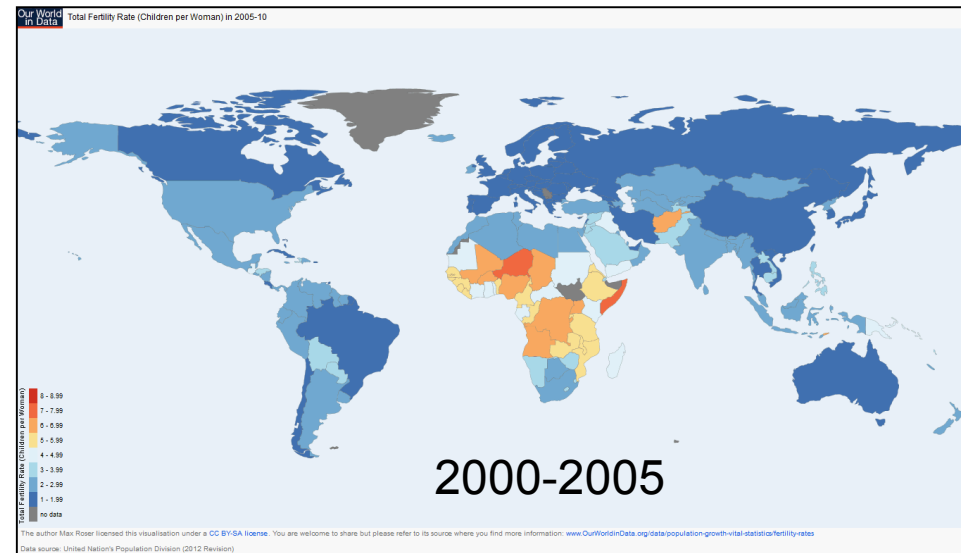 Our World
in Data
Total Fertility Rate (Children per Woman) in 2005-10
Total Fertility Rate (Children per Woman)
8 - 8.99
7 - 7.99
6 - 6.99
5 - 5.99
4 - 4.99
3 - 3.99
2 - 2.99
1 - 1.99
no data
2000-2005
The author Max Roser licensed this visualisation under a CC BY-SA license. You are welcome to share but please refer to its source where you find more information: www.OurWorldinData.org/data/population-growth-vital-statistics/fertility-rates
Data source: United Nation's Population Division (2012 Revision)